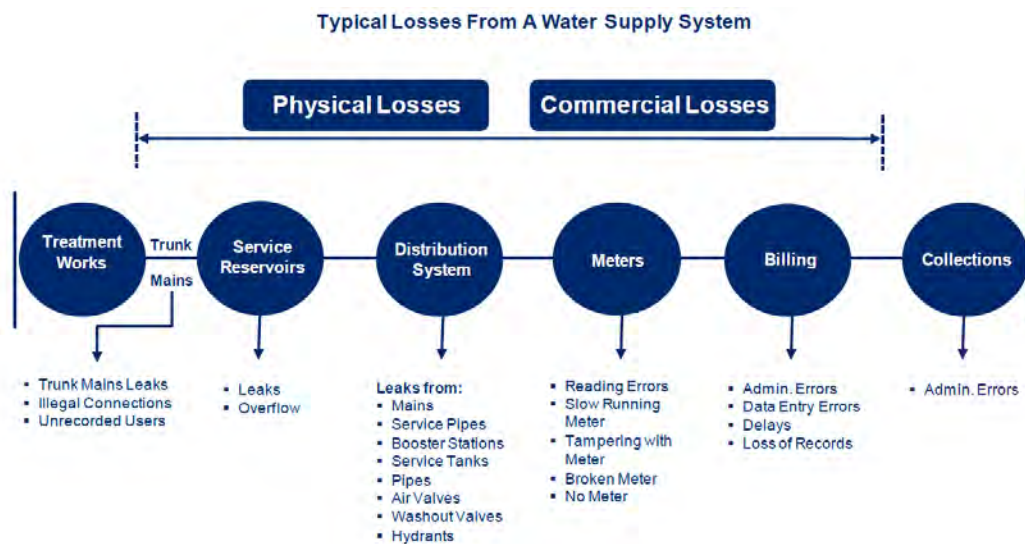 Typical Losses From A Water Supply System
Physical Losses
Commercial Losses
Treatment
Works
Trunk
Mains
Service
Reservoirs
Distribution
System
Meters
Billing
Collections
▪ Trunk Mains Leaks
▪ Illegal Connections
▪ Unrecorded Users
▪ Leaks
▪ Overflow
Leaks from:
▪ Mains
▪ Service Pipes
▪ Booster Stations
▪ Service Tanks
▪ Pipes
▪ Air Valves
▪ Washout Valves
▪ Hydrants
▪ Reading Errors
▪ Slow Running
Meter
▪ Tampering with
Meter
▪ Broken Meter
▪ No Meter
▪ Admin. Errors
▪ Data Entry Errors
▪ Delays
▪ Loss of Records
▪ Admin. Errors